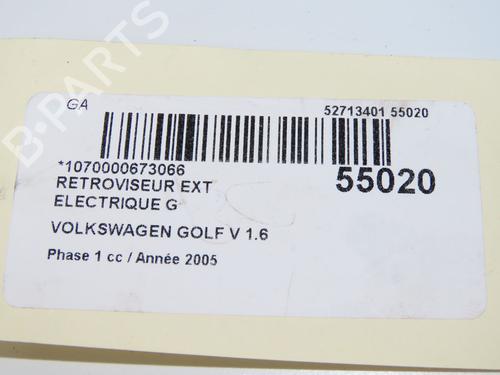 B-PARTS
GA
52713401 55020
*1070000673066
55020
RETROVISEUR EXT
ELECTRIQUE G
VOLKSWAGEN GOLF V 1.6
Phase 1 cc / Année 2005